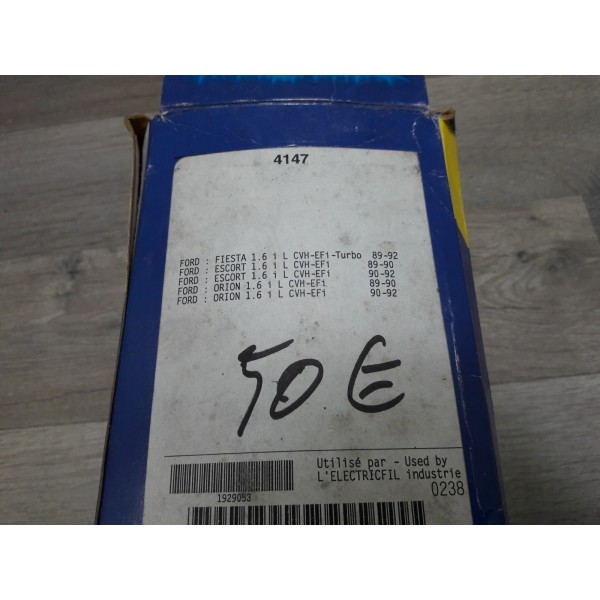 4147
FORD : FIESTA 1.6 i L CVH-EFi-Turbo 89-92
FORD : ESCORT 1.6 i L CVH-EFi 89-90
FORD : ESCORT 1.6 i L CVH-EFi 90-92
FORD : ORION 1.6 i L CVH-EFi 89-90
FORD : ORION 1.6 i L CVH-EFi 90-92
50 €
Utilisé par - Used by
L'ELECTRICFIL industrie
1929053
0238